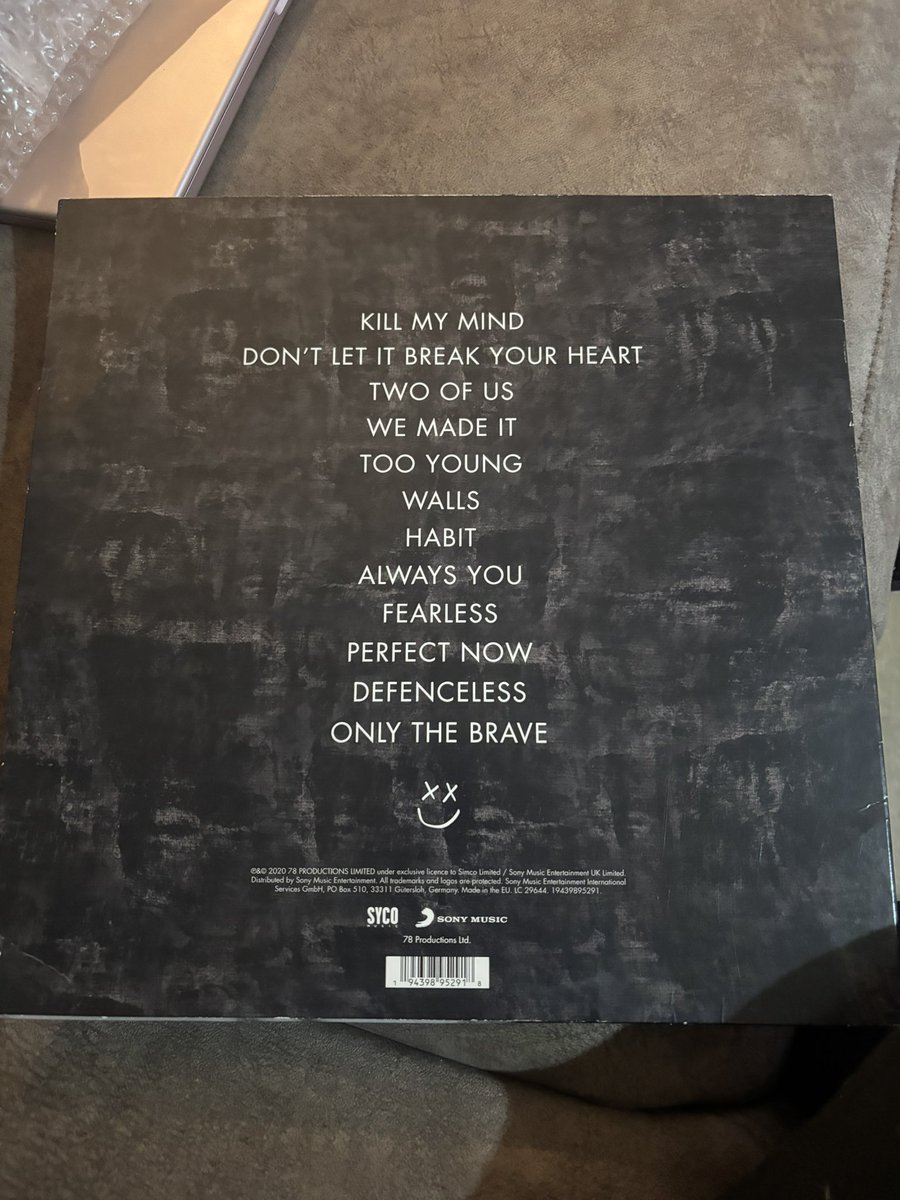 KILL MY MIND
DON'T LET IT BREAK YOUR HEART
TWO OF US
WE MADE IT
TOO YOUNG
WALLS
HABIT
ALWAYS YOU
FEARLESS
PERFECT NOW
DEFENCELESS
ONLY THE BRAVE
XX
℗&© 2020 78 PRODUCTIONS LIMITED under exclusive licence to Simco Limited / Sony Music Entertainment UK Limited.
Distributed by Sony Music Entertainment. All trademarks and logos are protected. Sony Music Entertainment International
Services GmbH, PO Box 510, 33311 Gütersloh, Germany. Made in the EU. LC 29644. 19439895291.
SYCO
MUSIC
SONY MUSIC
78 Productions Ltd.
1 94398 95291 8